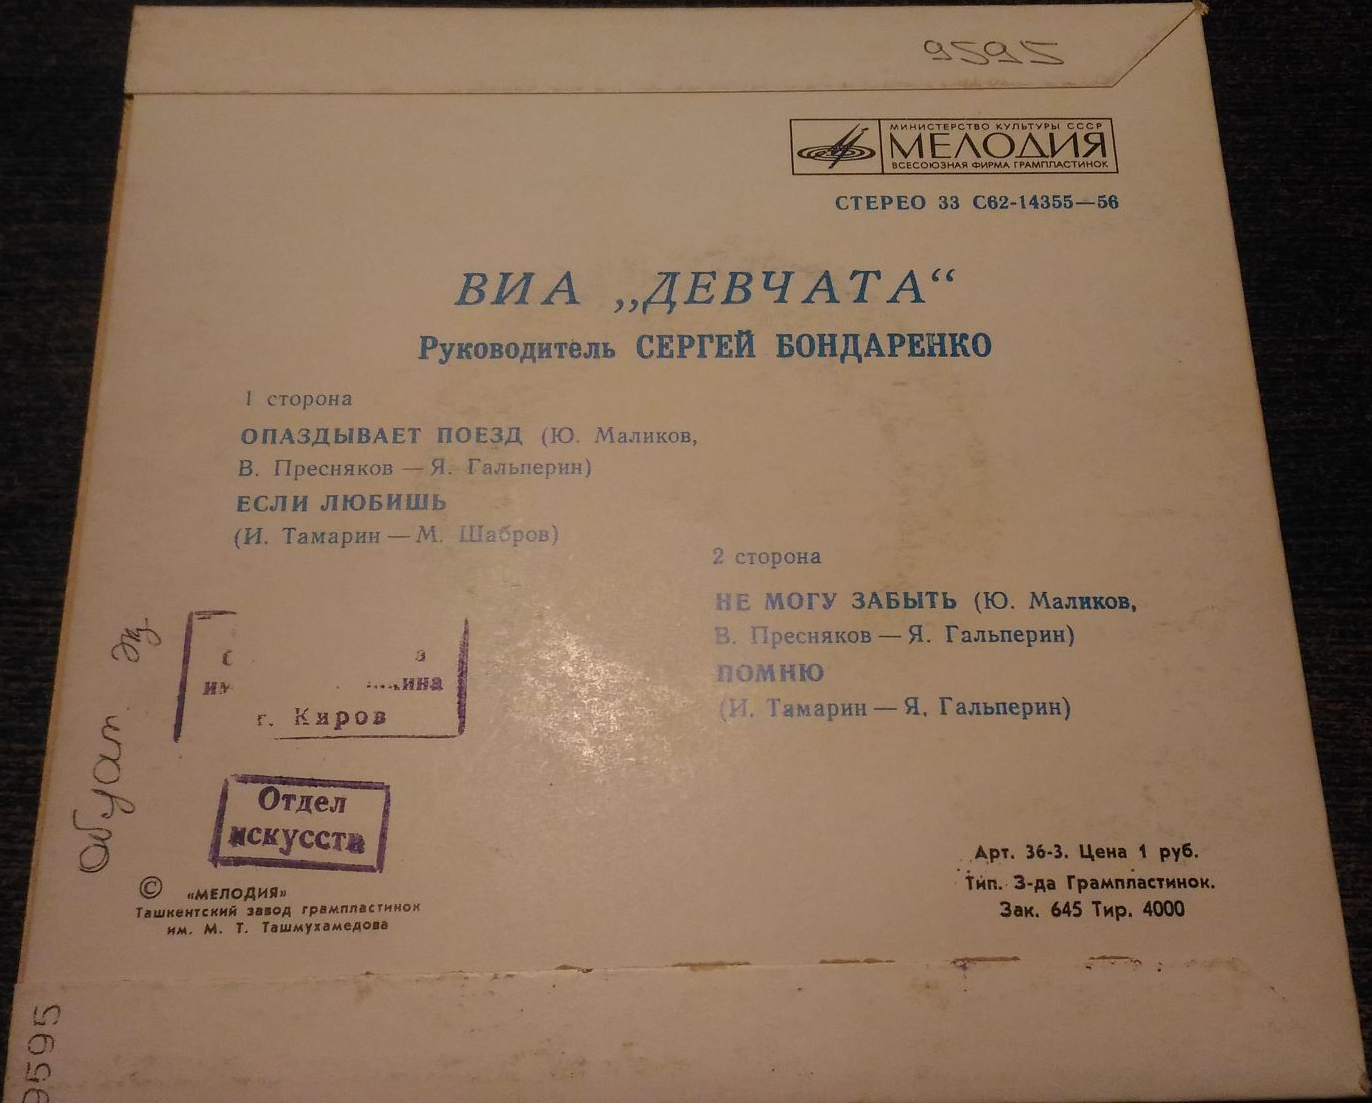 9595
МИНИСТЕРСТВО КУЛЬТУРЫ СССР
МЕЛОДИЯ
ВСЕСОЮЗНАЯ ФИРМА ГРАМПЛАСТИНОК
СТЕРЕО 33 С62-14355—56
ВИА „ДЕВЧАТА“
Руководитель СЕРГЕЙ БОНДАРЕНКО
1 сторона
ОПАЗДЫВАЕТ ПОЕЗД (Ю. Маликов,
В. Пресняков — Я. Гальперин)
ЕСЛИ ЛЮБИШЬ
(И. Тамарин — М. Шабров)
2 сторона
НЕ МОГУ ЗАБЫТЬ (Ю. Маликов,
В. Пресняков — Я. Гальперин)
ПОМНЮ
(И. Тамарин — Я. Гальперин)
г. Киров
Отдел
искусств
© «МЕЛОДИЯ»
Ташкентский завод грампластинок
им. М. Т. Ташмухамедова
Арт. 36-3. Цена 1 руб.
Тип. З-да Грампластинок.
Зак. 645 Тир. 4000
9595